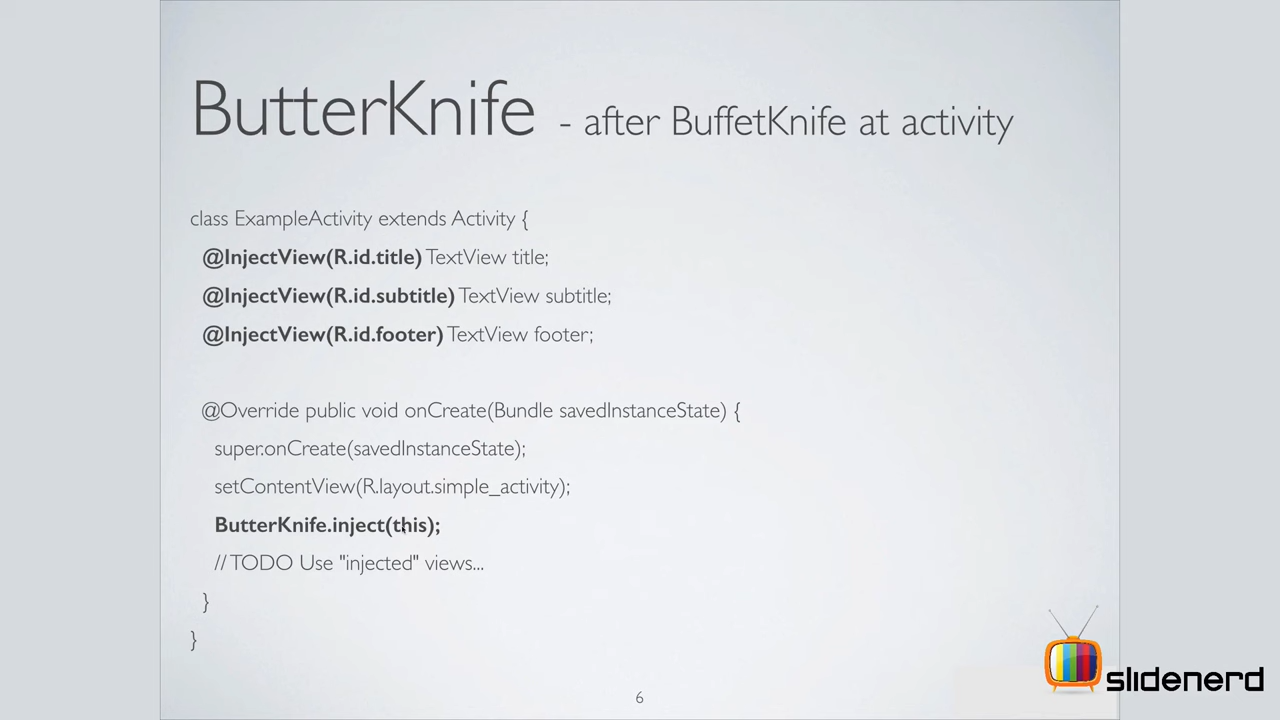 ButterKnife - after BuffetKnife at activity
class ExampleActivity extends Activity {
@InjectView(R.id.title) TextView title;
@InjectView(R.id.subtitle) TextView subtitle;
@InjectView(R.id.footer) TextView footer;
@Override public void onCreate(Bundle savedInstanceState) {
super.onCreate(savedInstanceState);
setContentView(R.layout.simple_activity);
ButterKnife.inject(this);
// TODO Use "injected" views...
}
}
6
slidenerd